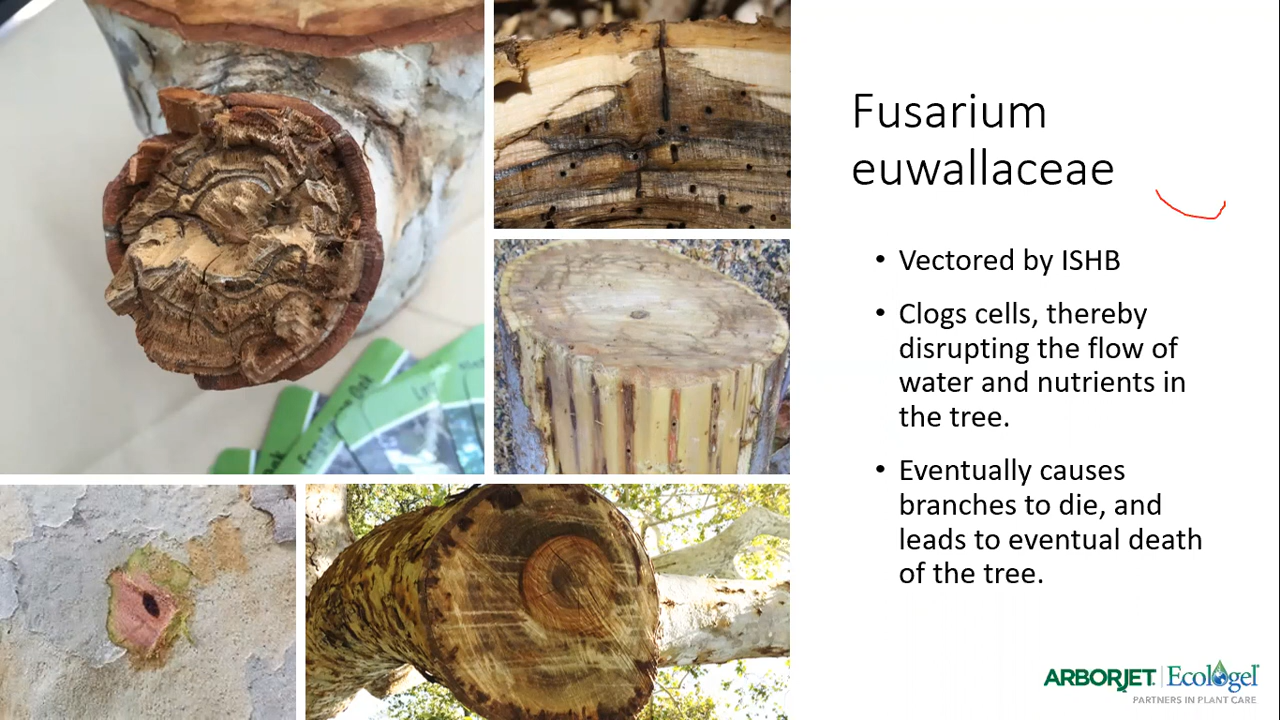 Fusarium
euwallaceae
• Vectored by ISHB
• Clogs cells, thereby
disrupting the flow of
water and nutrients in
the tree.
• Eventually causes
branches to die, and
leads to eventual death
of the tree.
ARBORJET | Ecologel
PARTNERS IN PLANT CARE